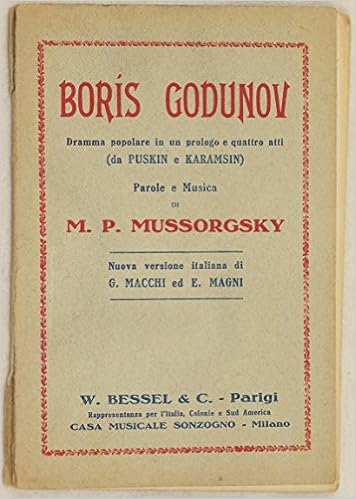 BORÍS GODUNOV
Dramma popolare in un prologo e quattro atti
(da PUSKIN e KARAMSIN)
Parole e Musica
DI
M. P. MUSSORGSKY
Nuova versione italiana di
G. MACCHI ed E. MAGNI
W. BESSEL & C. - Parigi
Rappresentanza per l'Italia, Colonie e Sud America
CASA MUSICALE SONZOGNO - Milano